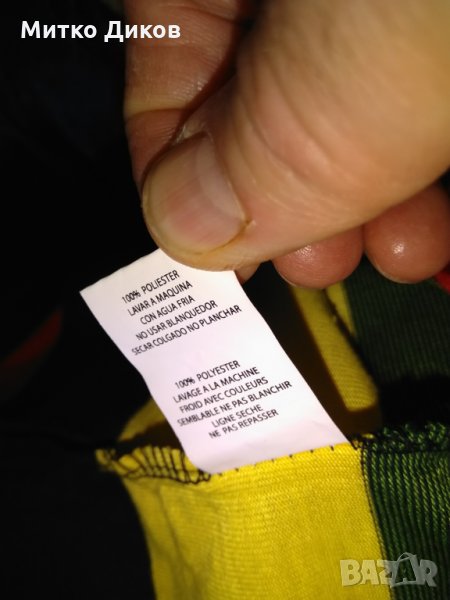 Митко Диков
100% POLIESTER
LAVAR A MAQUINA
CON AGUA FRIA
NO USAR BLANQUEDOR
SECAR COLGADO NO PLANCHAR
100% POLYESTER
LAVAGE A LA MACHINE
FROID AVEC COULEURS
SEMBLABLE NE PAS BLANCHIR
LIGNE SECHE
NE PAS REPASSER
BAZAR